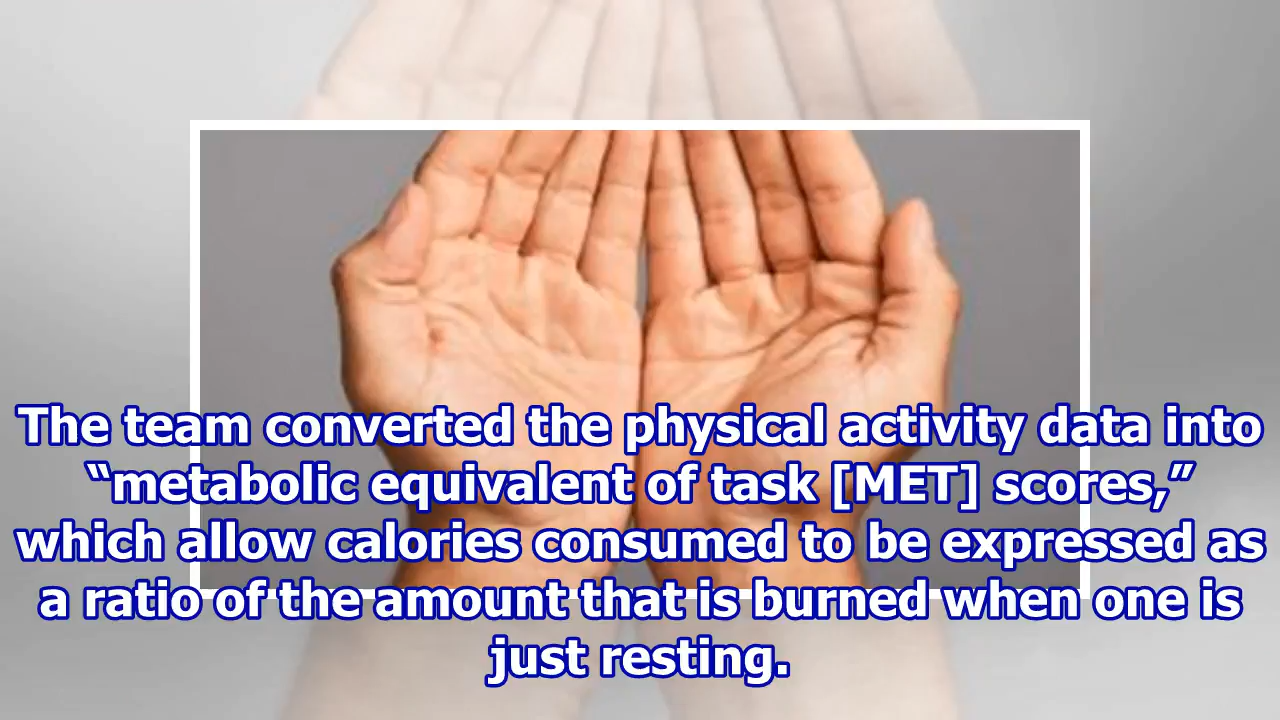 The team converted the physical activity data into
“metabolic equivalent of task [MET] scores,”
which allow calories consumed to be expressed as
a ratio of the amount that is burned when one is
just resting.